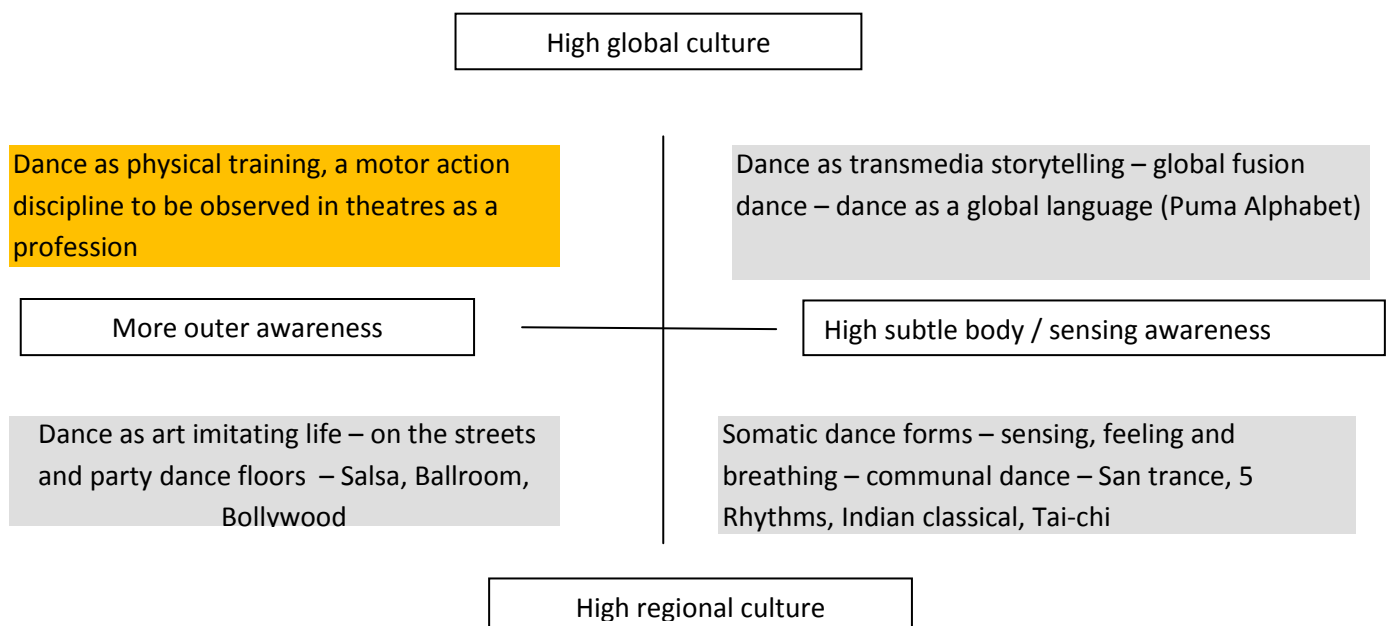 High global culture
Dance as physical training, a motor action
discipline to be observed in theatres as a
profession
Dance as transmedia storytelling – global fusion
dance – dance as a global language (Puma Alphabet)
More outer awareness
High subtle body / sensing awareness
Dance as art imitating life – on the streets
and party dance floors – Salsa, Ballroom,
Bollywood
Somatic dance forms – sensing, feeling and
breathing – communal dance – San trance, 5
Rhythms, Indian classical, Tai-chi
High regional culture